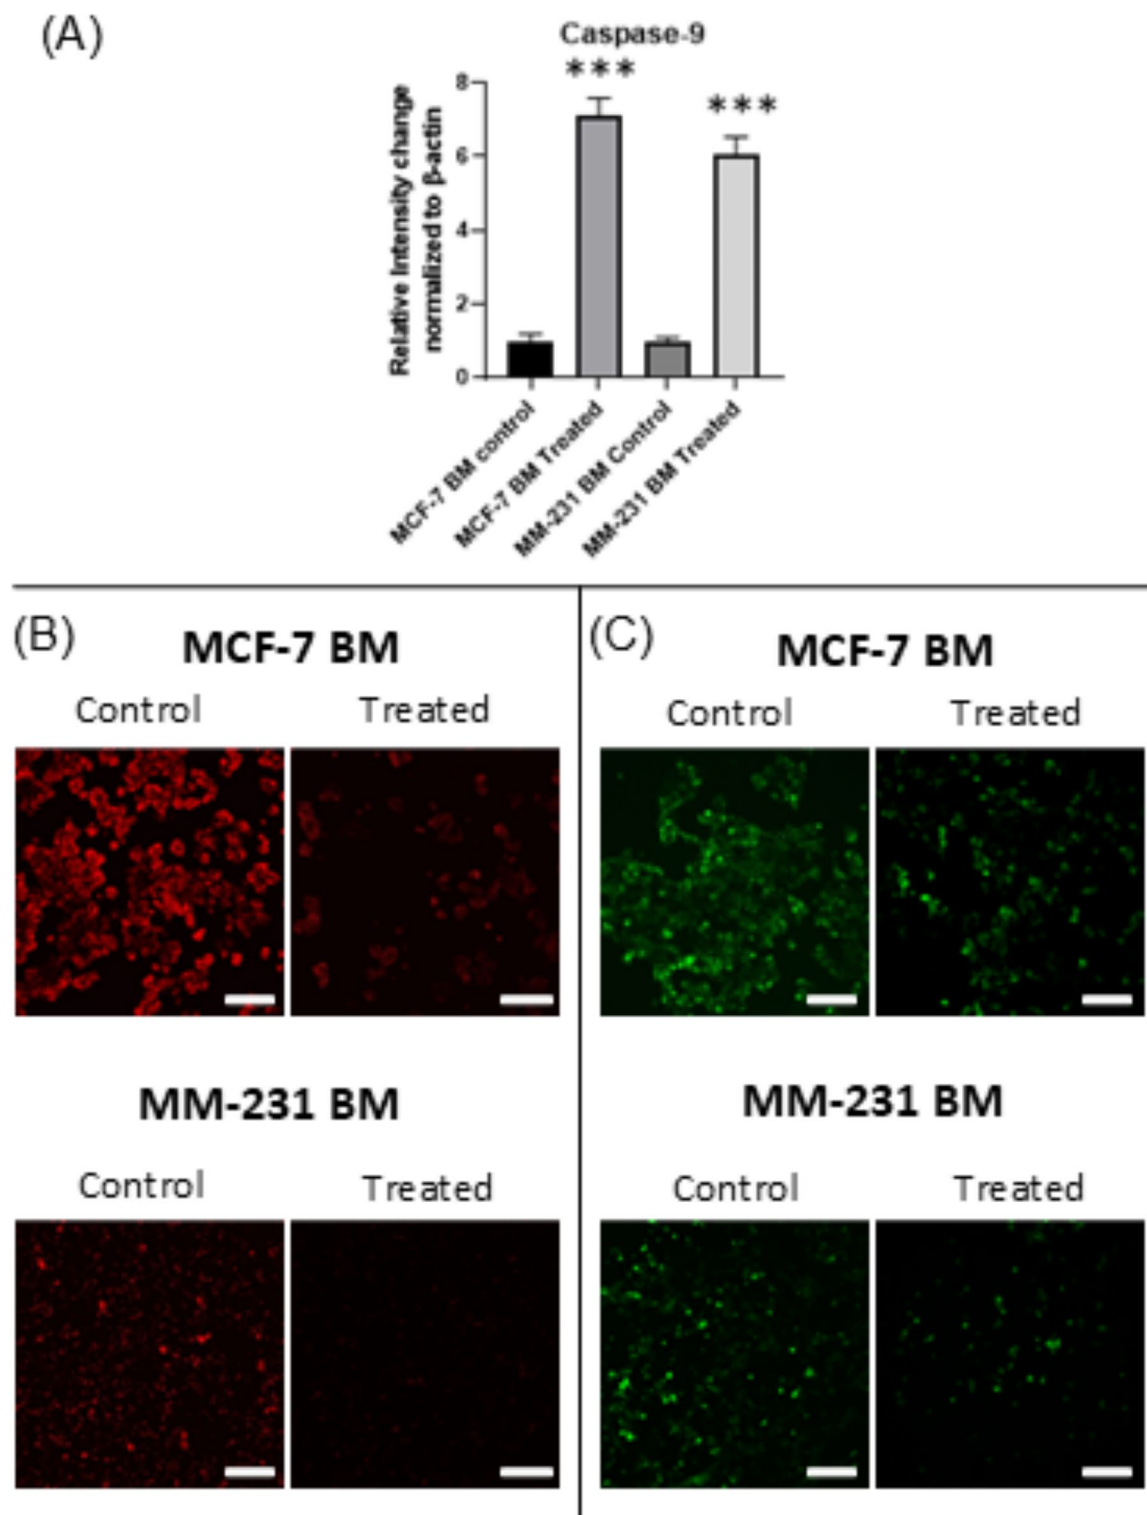 (A)
Caspase-9
***
***
Relative Intensity change
normalized to β-actin
8
6
4
2
0
MCF-7 BM control
MCF-7 BM Treated
MM-231 BM Control
MM-231 BM Treated
(B)
MCF-7 BM
Control Treated
MM-231 BM
Control Treated
(C)
MCF-7 BM
Control Treated
MM-231 BM
Control Treated